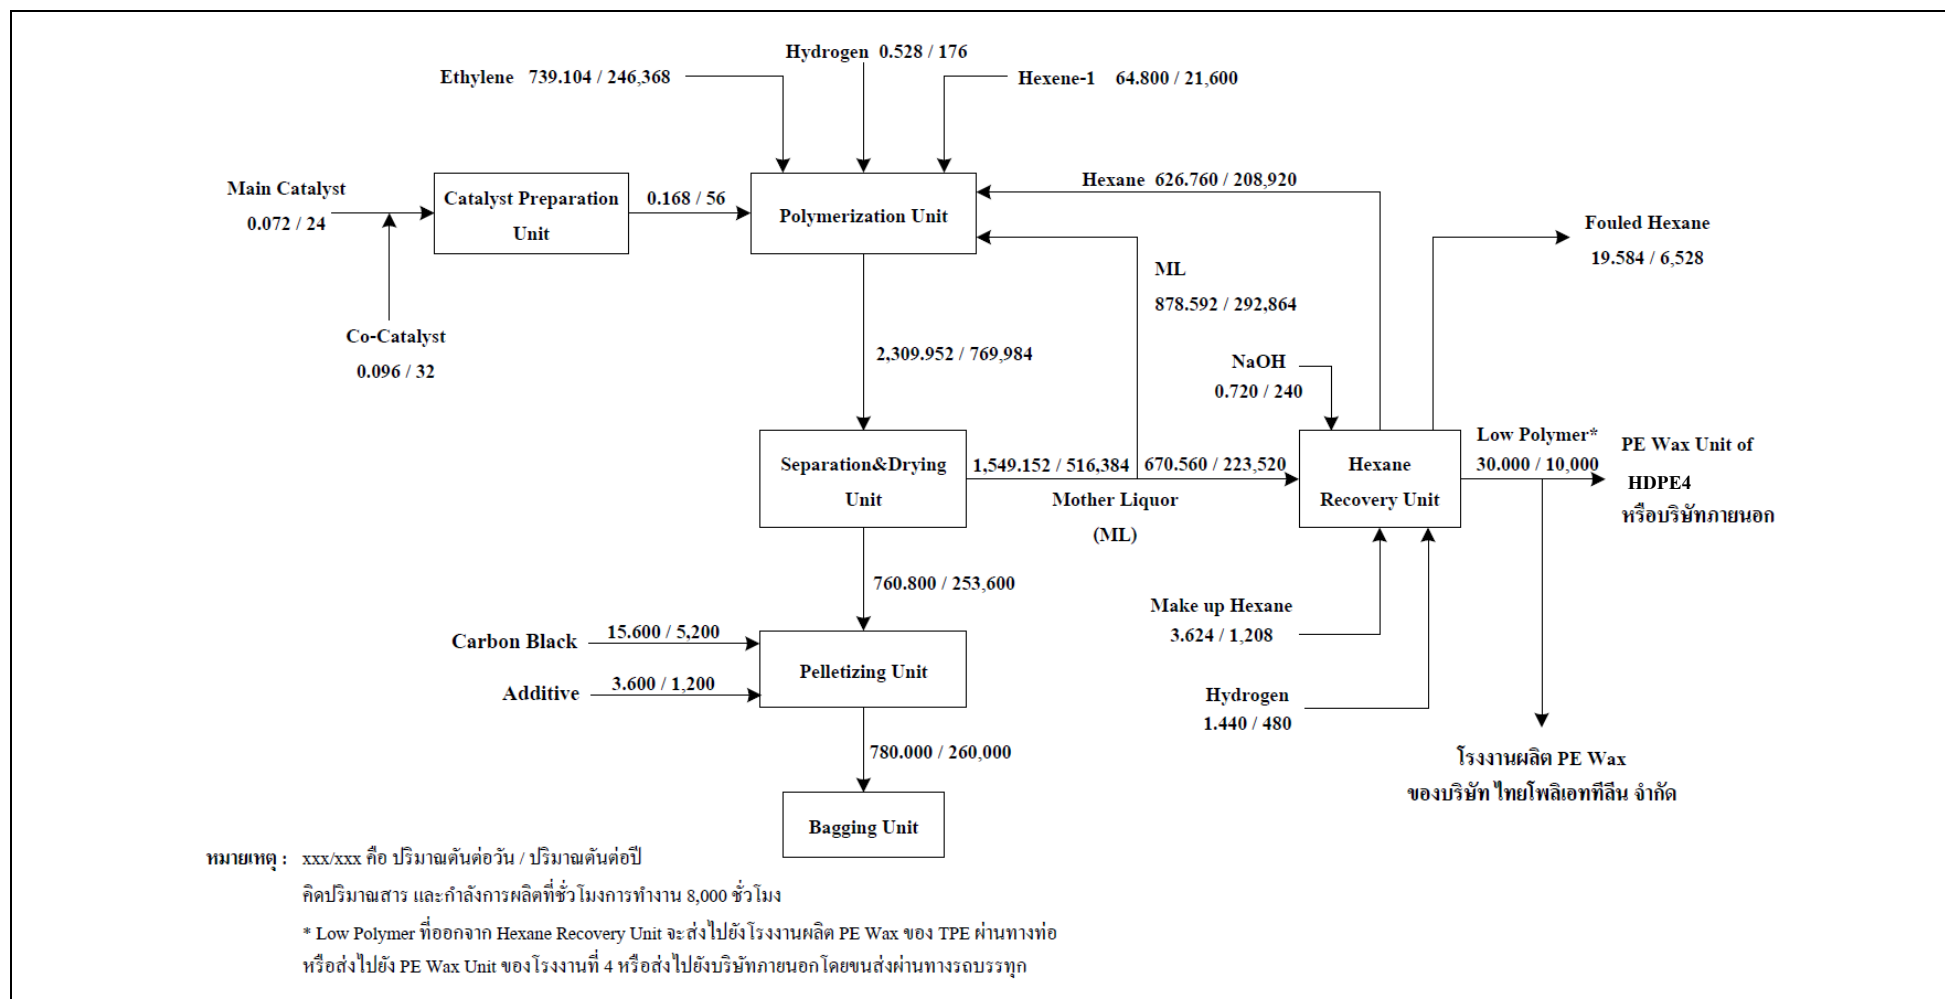 Hydrogen 0.528 / 176
Ethylene 739.104 / 246,368
Hexene-1 64.800 / 21,600
Main Catalyst
0.072 / 24
Catalyst Preparation
Unit
0.168 / 56
Polymerization Unit
Hexane 626.760 / 208,920
Fouled Hexane
19.584 / 6,528
ML
878.592 / 292,864
Co-Catalyst
0.096 / 32
2,309.952 / 769,984
NaOH
0.720 / 240
Separation&Drying
Unit
1,549.152 / 516,384
670.560 / 223,520
Mother Liquor
(ML)
Hexane
Recovery Unit
Low Polymer*
30.000 / 10,000
PE Wax Unit of
HDPE4
หรือบริษัทภายนอก
760.800 / 253,600
Make up Hexane
3.624 / 1,208
Carbon Black
15.600 / 5,200
Additive
3.600 / 1,200
Pelletizing Unit
Hydrogen
1.440 / 480
780.000 / 260,000
โรงงานผลิต PE Wax
ของบริษัท ไทยโพลิเอททีลีน จำกัด
Bagging Unit
หมายเหตุ : xxx/xxx คือ ปริมาณตันต่อวัน / ปริมาณตันต่อปี
คิดปริมาณสาร และกำลังการผลิตที่ชั่วโมงการทำงาน 8,000 ชั่วโมง
* Low Polymer ที่ออกจาก Hexane Recovery Unit จะส่งไปยังโรงงานผลิต PE Wax ของ TPE ผ่านทางท่อ
หรือส่งไปยัง PE Wax Unit ของโรงงานที่ 4 หรือส่งไปยังบริษัทภายนอกโดยขนส่งผ่านทางรถบรรทุก